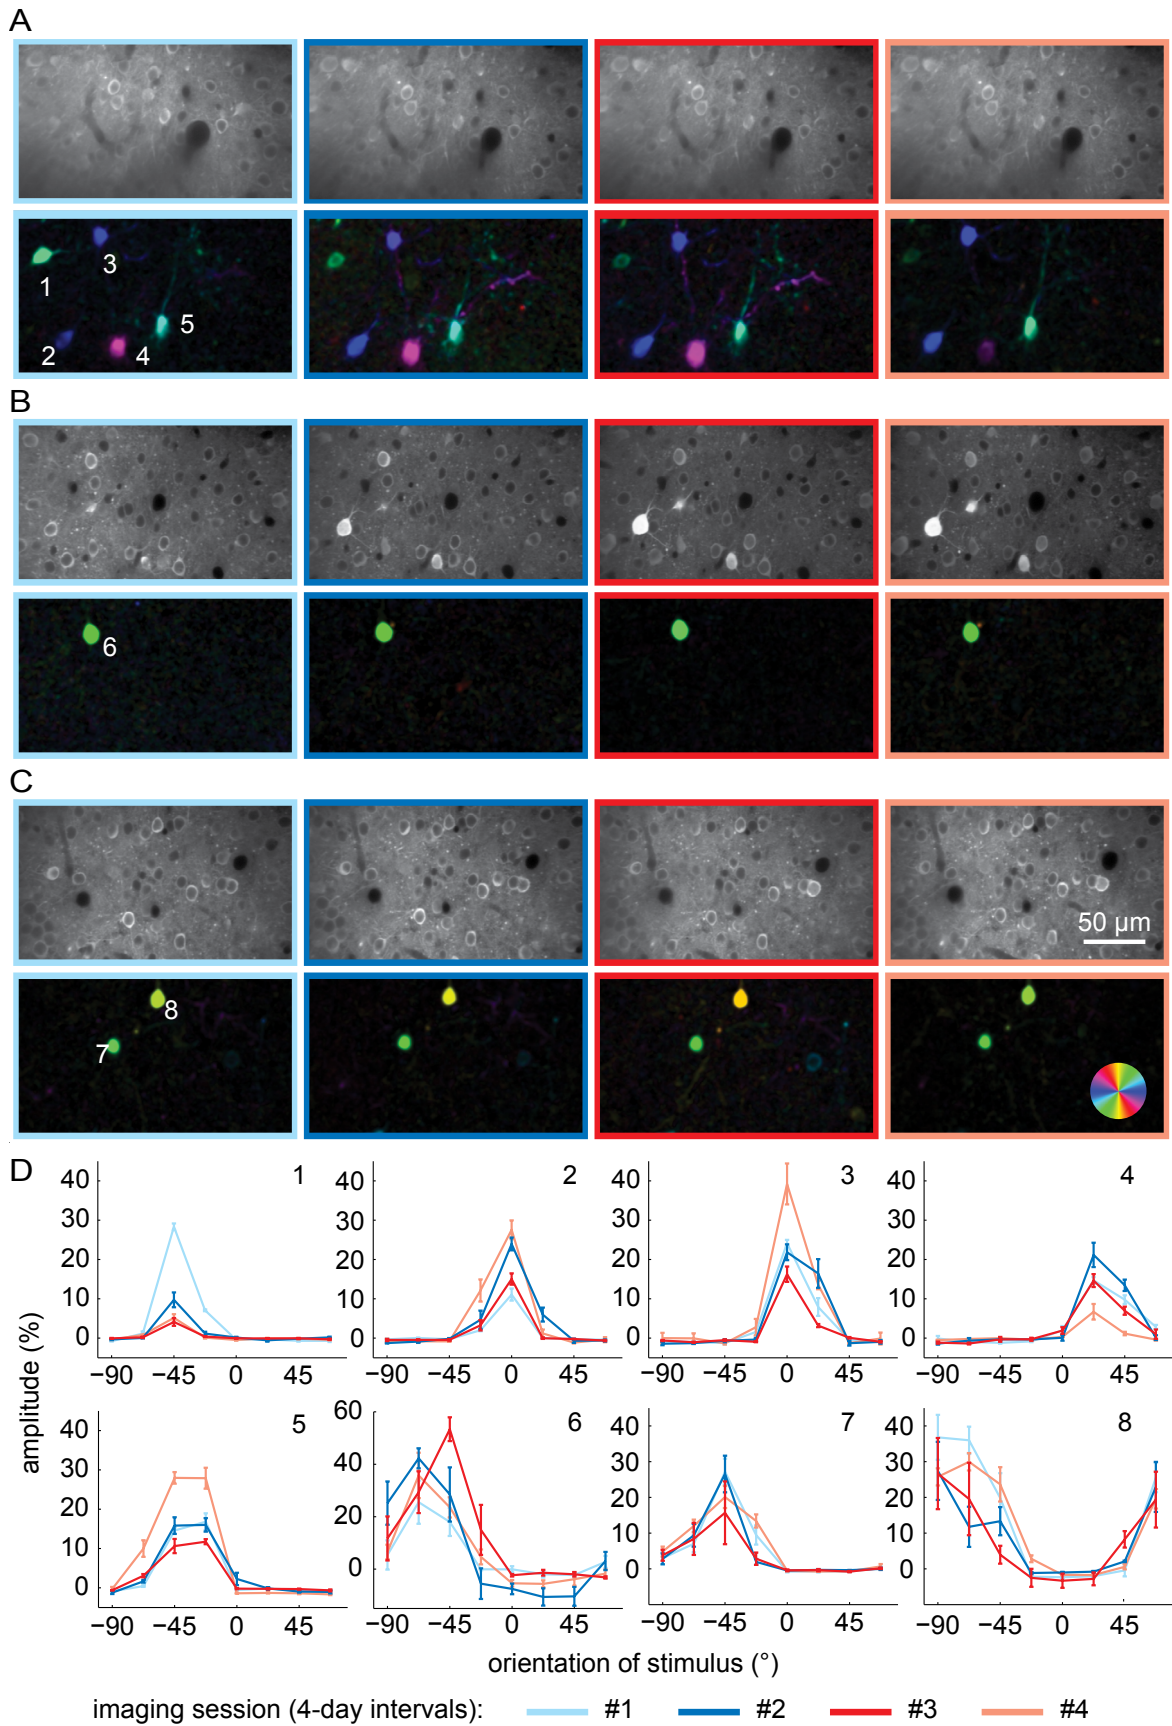 A
1
3
2
4
5
B
6
C
50 µm
8
7
D
1 2 3 4
40 40 40 40
30 30 30 30
20 20 20 20
10 10 10 10
0 0 0 0
−90 −45 0 45 −90 −45 0 45 −90 −45 0 45 −90 −45 0 45
amplitude (%)
5 6 7 8
40 60 40 40
30 40 30 30
20 20 20 20
10 0 10 10
0 0 0
−90 −45 0 45 −90 −45 0 45 −90 −45 0 45 −90 −45 0 45
orientation of stimulus (°)
imaging session (4-day intervals): #1 #2 #3 #4